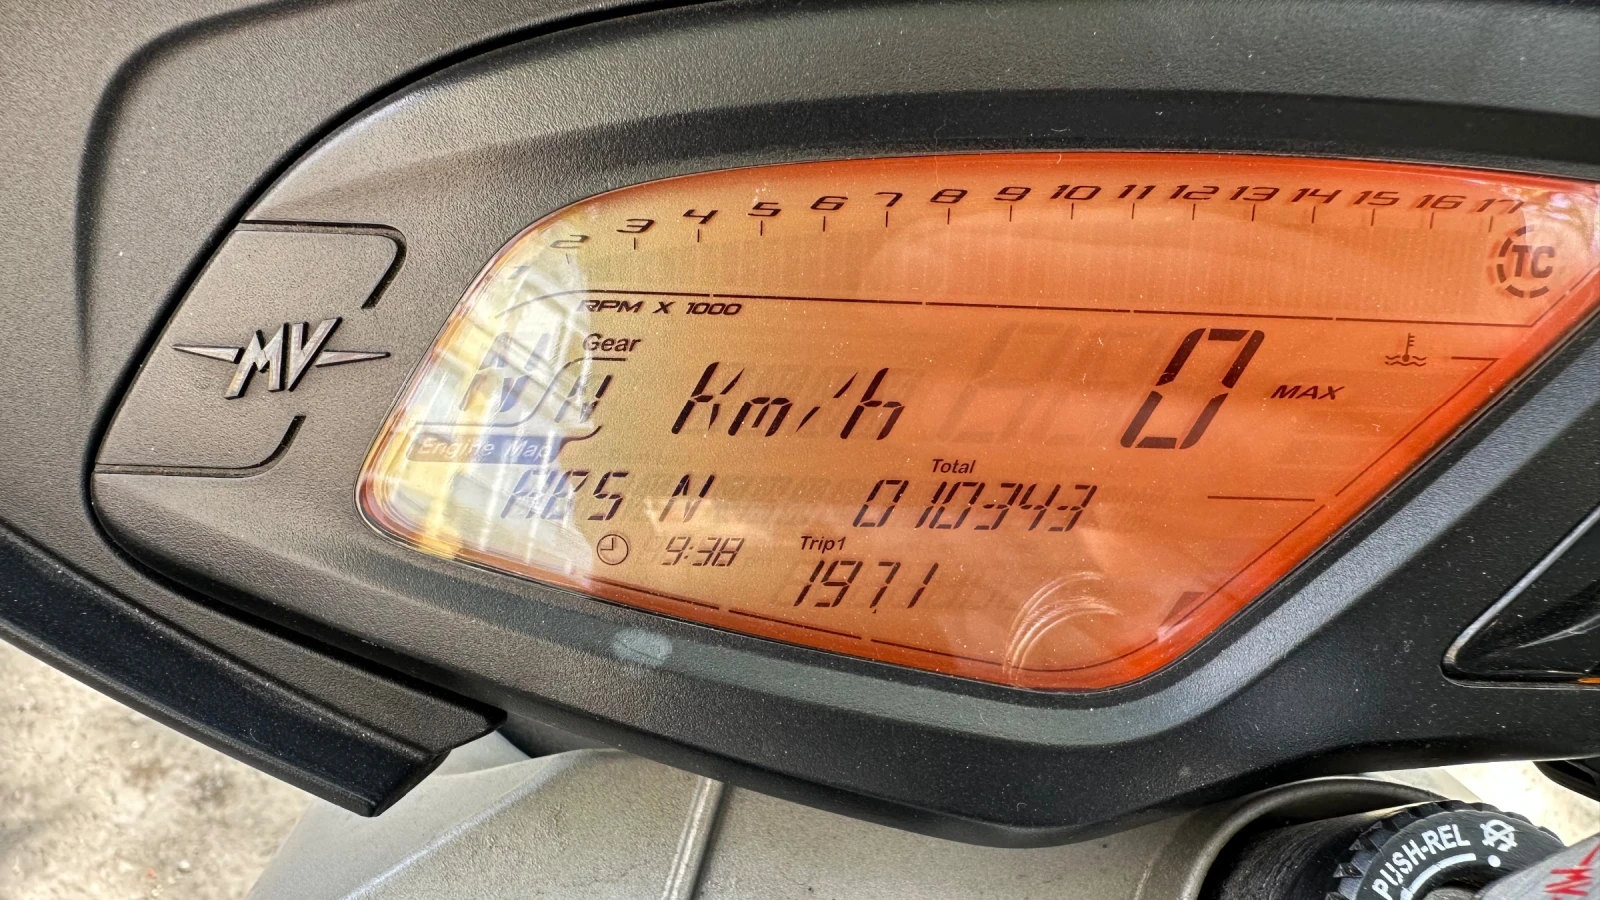 1 2 3 4 5 6 7 8 9 10 11 12 13 14 15 16 17
TC
RPM X 1000
MV
Gear
N
Km/h
0
MAX
Engine Map
Total
ABS N
010343
9:38
Trip1
197.1
PUSH-REL